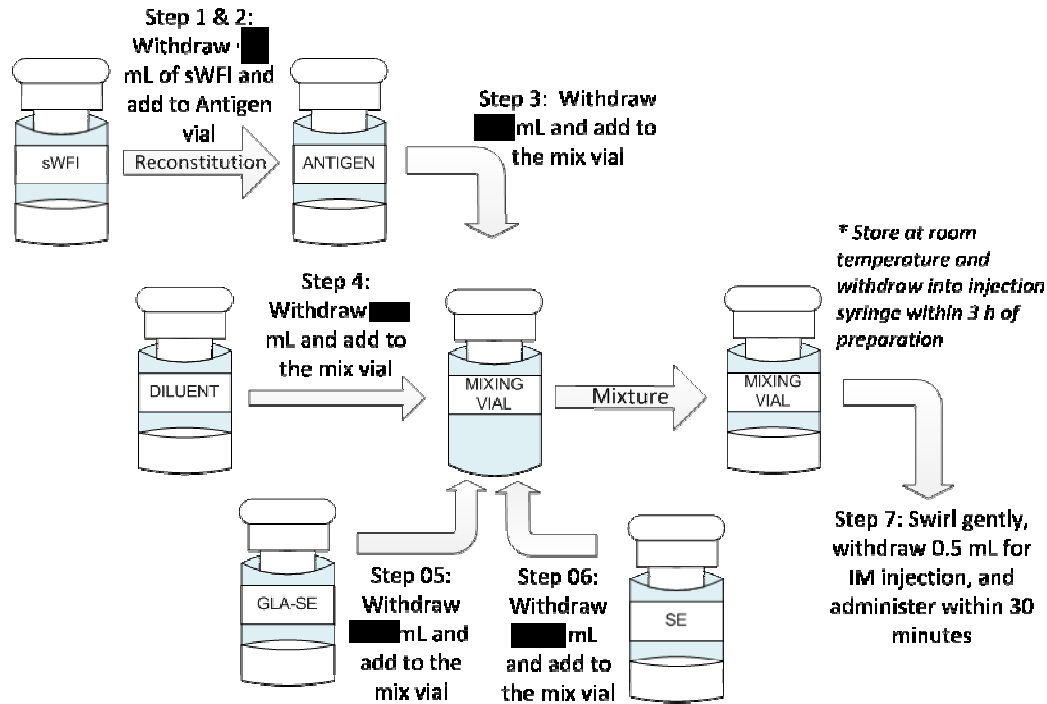 Step 1 & 2:
Withdraw
mL of sWFI and
add to Antigen
vial
sWFI
Reconstitution
ANTIGEN
Step 3:  Withdraw
mL and add to
the mix vial
* Store at room
temperature and
withdraw into injection
syringe within 3 h of
preparation
Step 4:
Withdraw
mL and add to
the mix vial
DILUENT
MIXING
VIAL
Mixture
MIXING
VIAL
GLA-SE
Step 05:
Withdraw
mL and
add to the
mix vial
Step 06:
Withdraw
mL
and add to
the mix vial
SE
Step 7: Swirl gently,
withdraw 0.5 mL for
IM injection, and
administer within 30
minutes